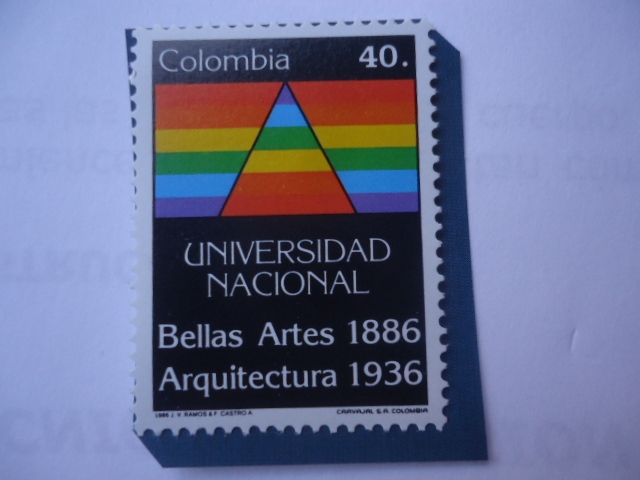 Colombia 40.
UNIVERSIDAD
NACIONAL
Bellas Artes 1886
Arquitectura 1936
1986 J. V. RAMOS & F. CASTRO A CARVAJAL S.A. COLOMBIA